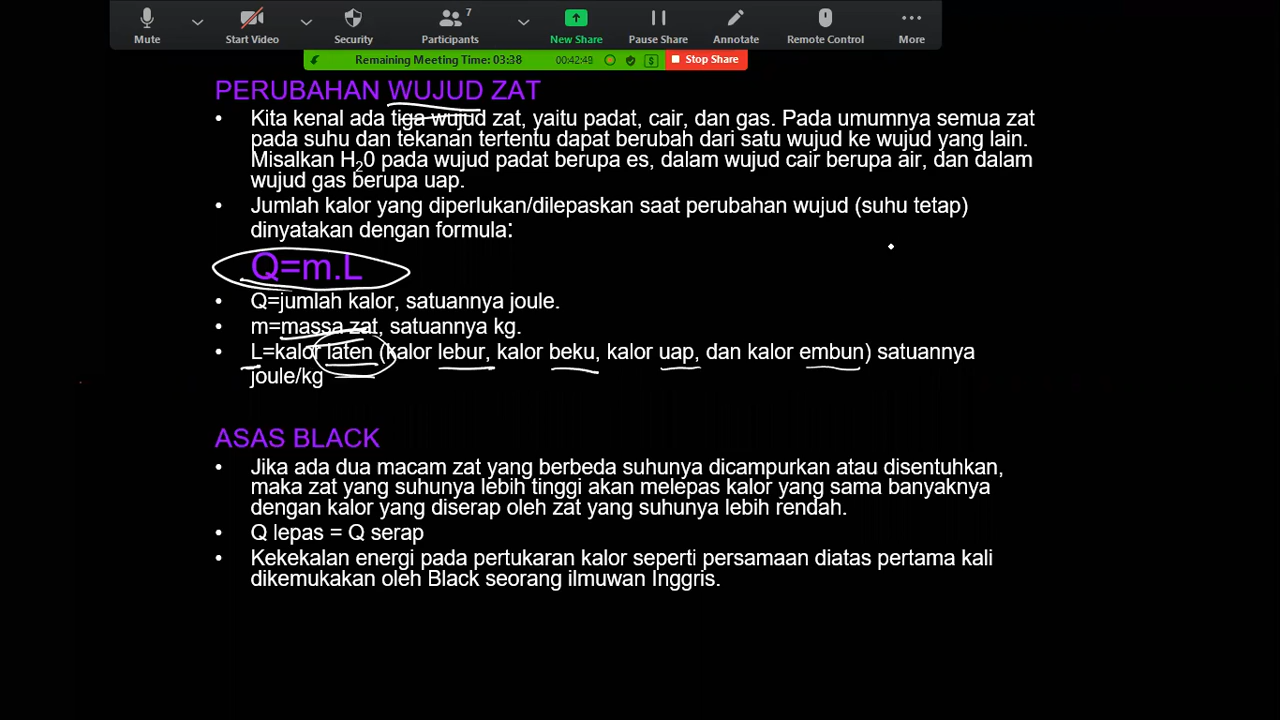 7
Mute
Start Video
Security
Participants
New Share
Pause Share
Annotate
Remote Control
More
Remaining Meeting Time: 03:38
00:42:49
Stop Share
PERUBAHAN WUJUD ZAT
• Kita kenal ada tiga wujud zat, yaitu padat, cair, dan gas. Pada umumnya semua zat
pada suhu dan tekanan tertentu dapat berubah dari satu wujud ke wujud yang lain.
Misalkan H₂0 pada wujud padat berupa es, dalam wujud cair berupa air, dan dalam
wujud gas berupa uap.
• Jumlah kalor yang diperlukan/dilepaskan saat perubahan wujud (suhu tetap)
dinyatakan dengan formula:
Q=m.L
• Q=jumlah kalor, satuannya joule.
• m=massa zat, satuannya kg.
• L=kalor laten (kalor lebur, kalor beku, kalor uap, dan kalor embun) satuannya
joule/kg
ASAS BLACK
• Jika ada dua macam zat yang berbeda suhunya dicampurkan atau disentuhkan,
maka zat yang suhunya lebih tinggi akan melepas kalor yang sama banyaknya
dengan kalor yang diserap oleh zat yang suhunya lebih rendah.
• Q lepas = Q serap
• Kekekalan energi pada pertukaran kalor seperti persamaan diatas pertama kali
dikemukakan oleh Black seorang ilmuwan Inggris.